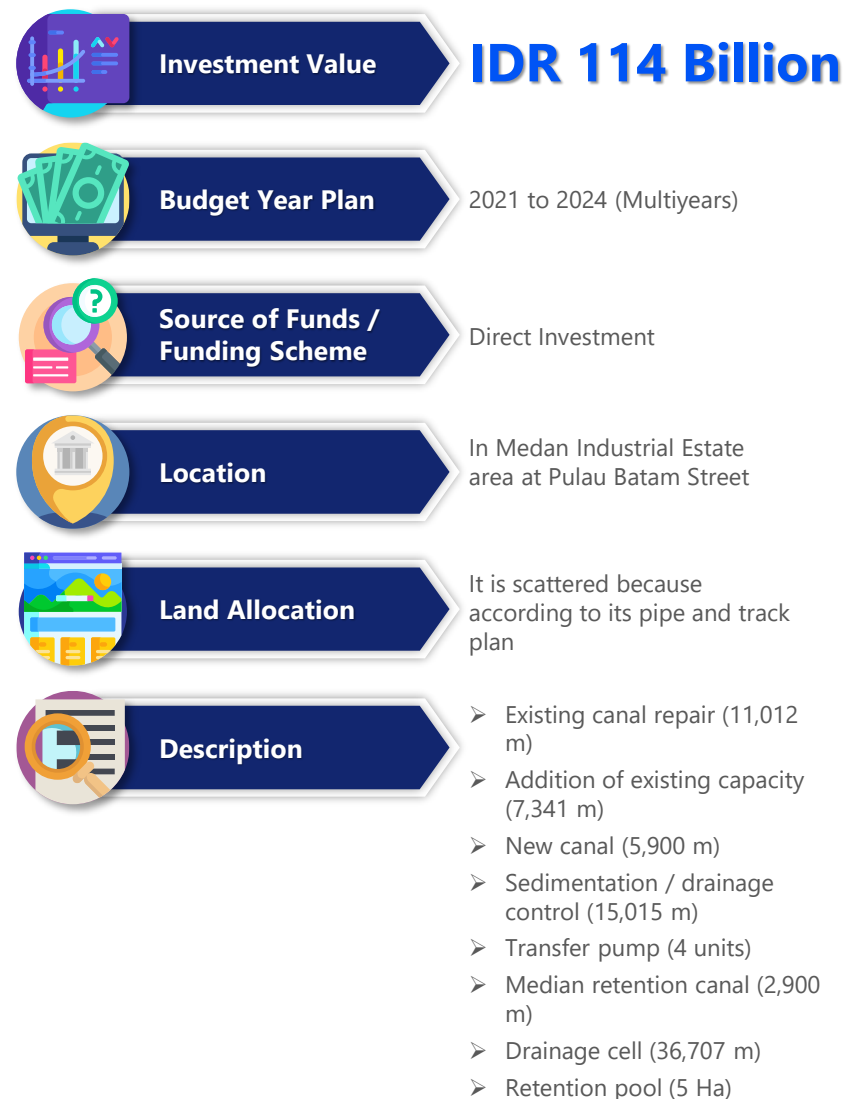 Investment Value
IDR 114 Billion
Budget Year Plan
2021 to 2024 (Multiyears)
Source of Funds /
Funding Scheme
Direct Investment
Location
In Medan Industrial Estate
area at Pulau Batam Street
Land Allocation
It is scattered because
according to its pipe and track
plan
Description
➢ Existing canal repair (11,012
m)
➢ Addition of existing capacity
(7,341 m)
➢ New canal (5,900 m)
➢ Sedimentation / drainage
control (15,015 m)
➢ Transfer pump (4 units)
➢ Median retention canal (2,900
m)
➢ Drainage cell (36,707 m)
➢ Retention pool (5 Ha)